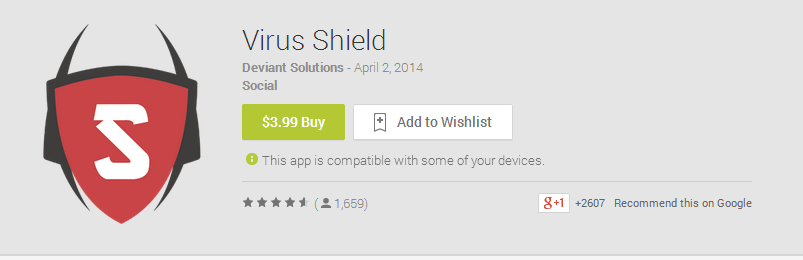 Virus Shield
Deviant Solutions - April 2, 2014
Social
$3.99 Buy Add to Wishlist
This app is compatible with some of your devices.
( 1,659) g+1 +2607 Recommend this on Google
S